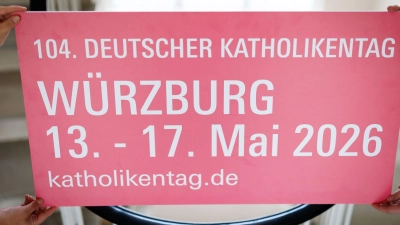 104. DEUTSCHER KATHOLIKENTAG
WÜRZBURG
13. - 17. Mai 2026
katholikentag.de